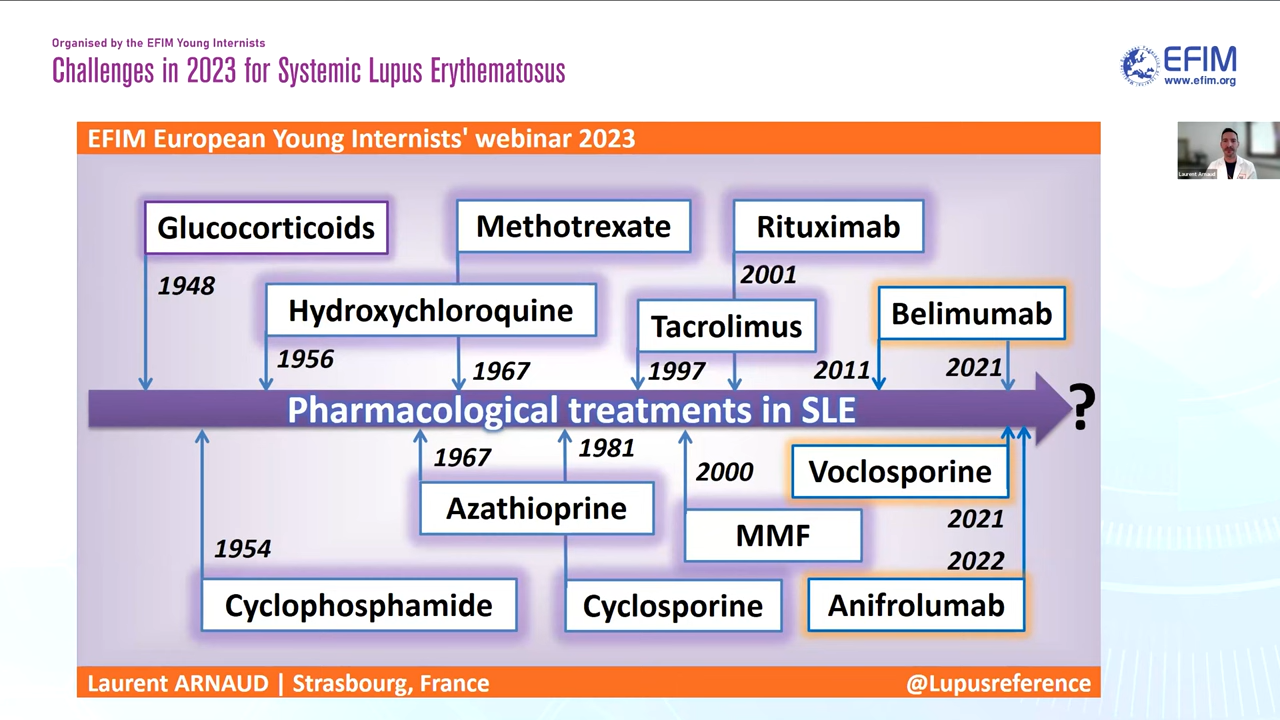 Organised by the EFIM Young Internists
Challenges in 2023 for Systemic Lupus Erythematosus
EFIM
www.efim.org
EFIM European Young Internists' webinar 2023
Laurent Arnaud
Glucocorticoids
Methotrexate
Rituximab
1948
2001
Hydroxychloroquine
Tacrolimus
Belimumab
1956
1967
1997
2011
2021
Pharmacological treatments in SLE
?
1967
1981
2000
Voclosporine
Azathioprine
2021
MMF
1954
2022
Cyclophosphamide
Cyclosporine
Anifrolumab
Laurent ARNAUD | Strasbourg, France
@Lupusreference